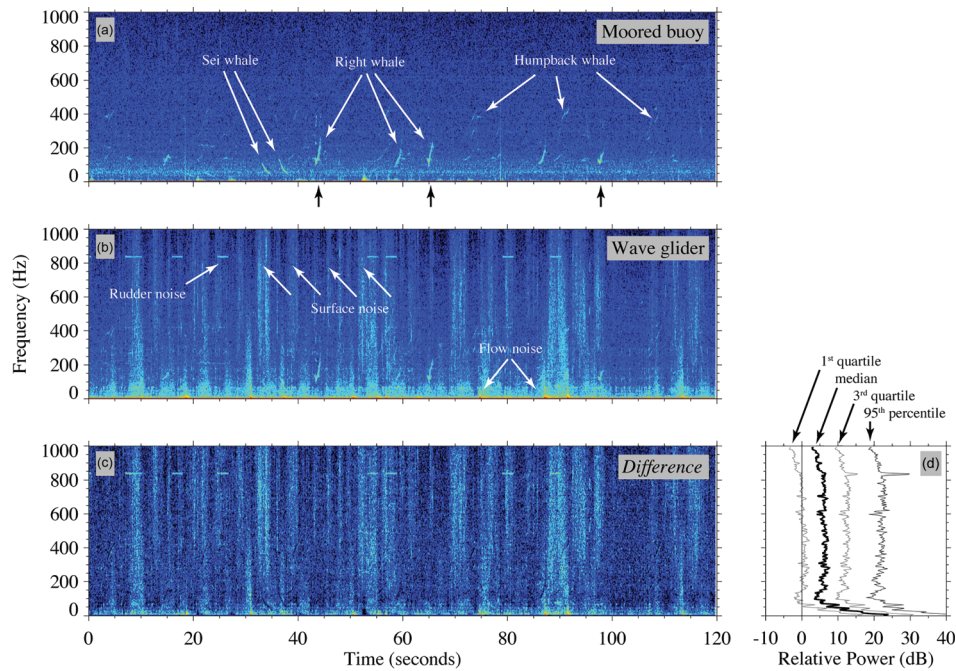 1000
(a)
Moored buoy
800
Sei whale
Right whale
Humpback whale
600
400
200
0
1000
(b)
Wave glider
800
Rudder noise
Surface noise
600
400
Flow noise
200
0
Frequency (Hz)
1000
(c)
Difference
800
600
400
200
0
0 20 40 60 80 100 120
Time (seconds)
1st quartile
median
3rd quartile
95th percentile
(d)
-10 0 10 20 30 40
Relative Power (dB)